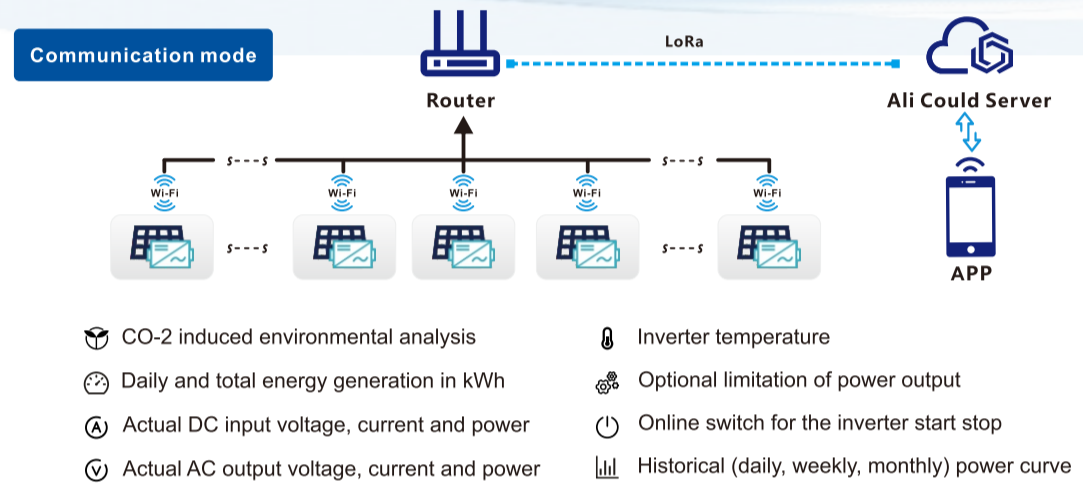 Communication mode
LoRa
Router
Ali Could Server
s---s
s---s
Wi-Fi
Wi-Fi
Wi-Fi
Wi-Fi
Wi-Fi
s---s
s---s
APP
CO-2 induced environmental analysis
Inverter temperature
Daily and total energy generation in kWh
Optional limitation of power output
A
Actual DC input voltage, current and power
Online switch for the inverter start stop
V
Actual AC output voltage, current and power
Historical (daily, weekly, monthly) power curve